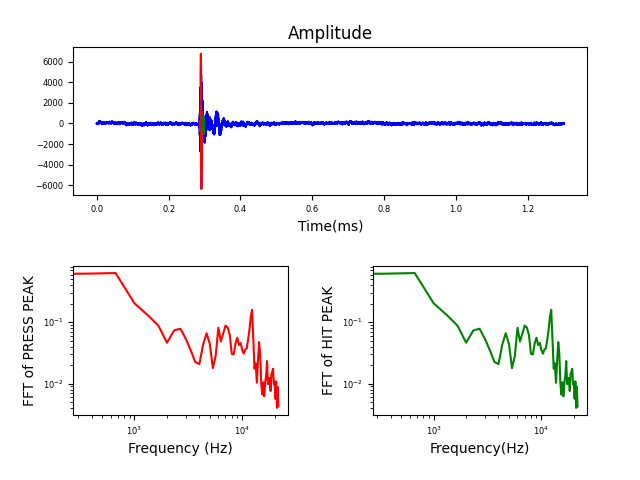 Amplitude
6000
4000
2000
0
−2000
−4000
−6000
0.0 0.2 0.4 0.6 0.8 1.0 1.2
Time(ms)
FFT of PRESS PEAK
10⁻¹
10⁻²
10³ 10⁴
Frequency (Hz)
FFT of HIT PEAK
10⁻¹
10⁻²
10³ 10⁴
Frequency(Hz)